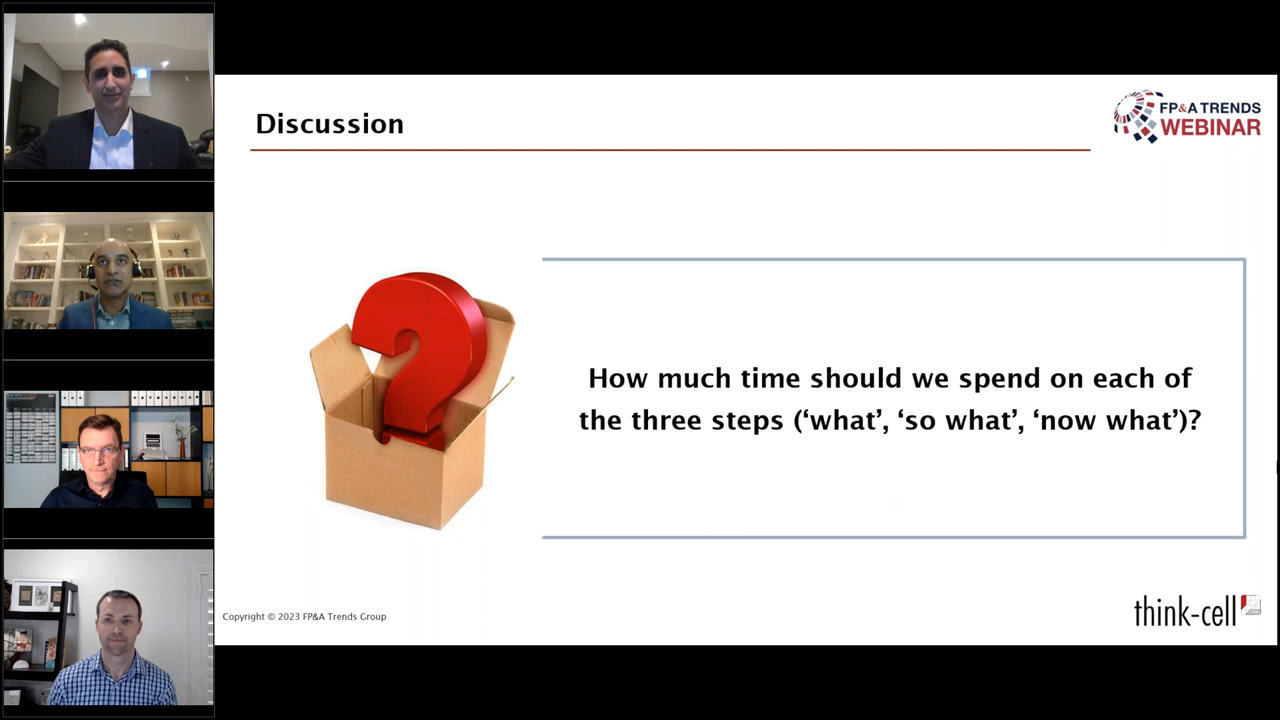 Discussion
FP&A TRENDS
WEBINAR
How much time should we spend on each of
the three steps (‘what’, ‘so what’, ‘now what’)?
Copyright © 2023 FP&A Trends Group
think-cell